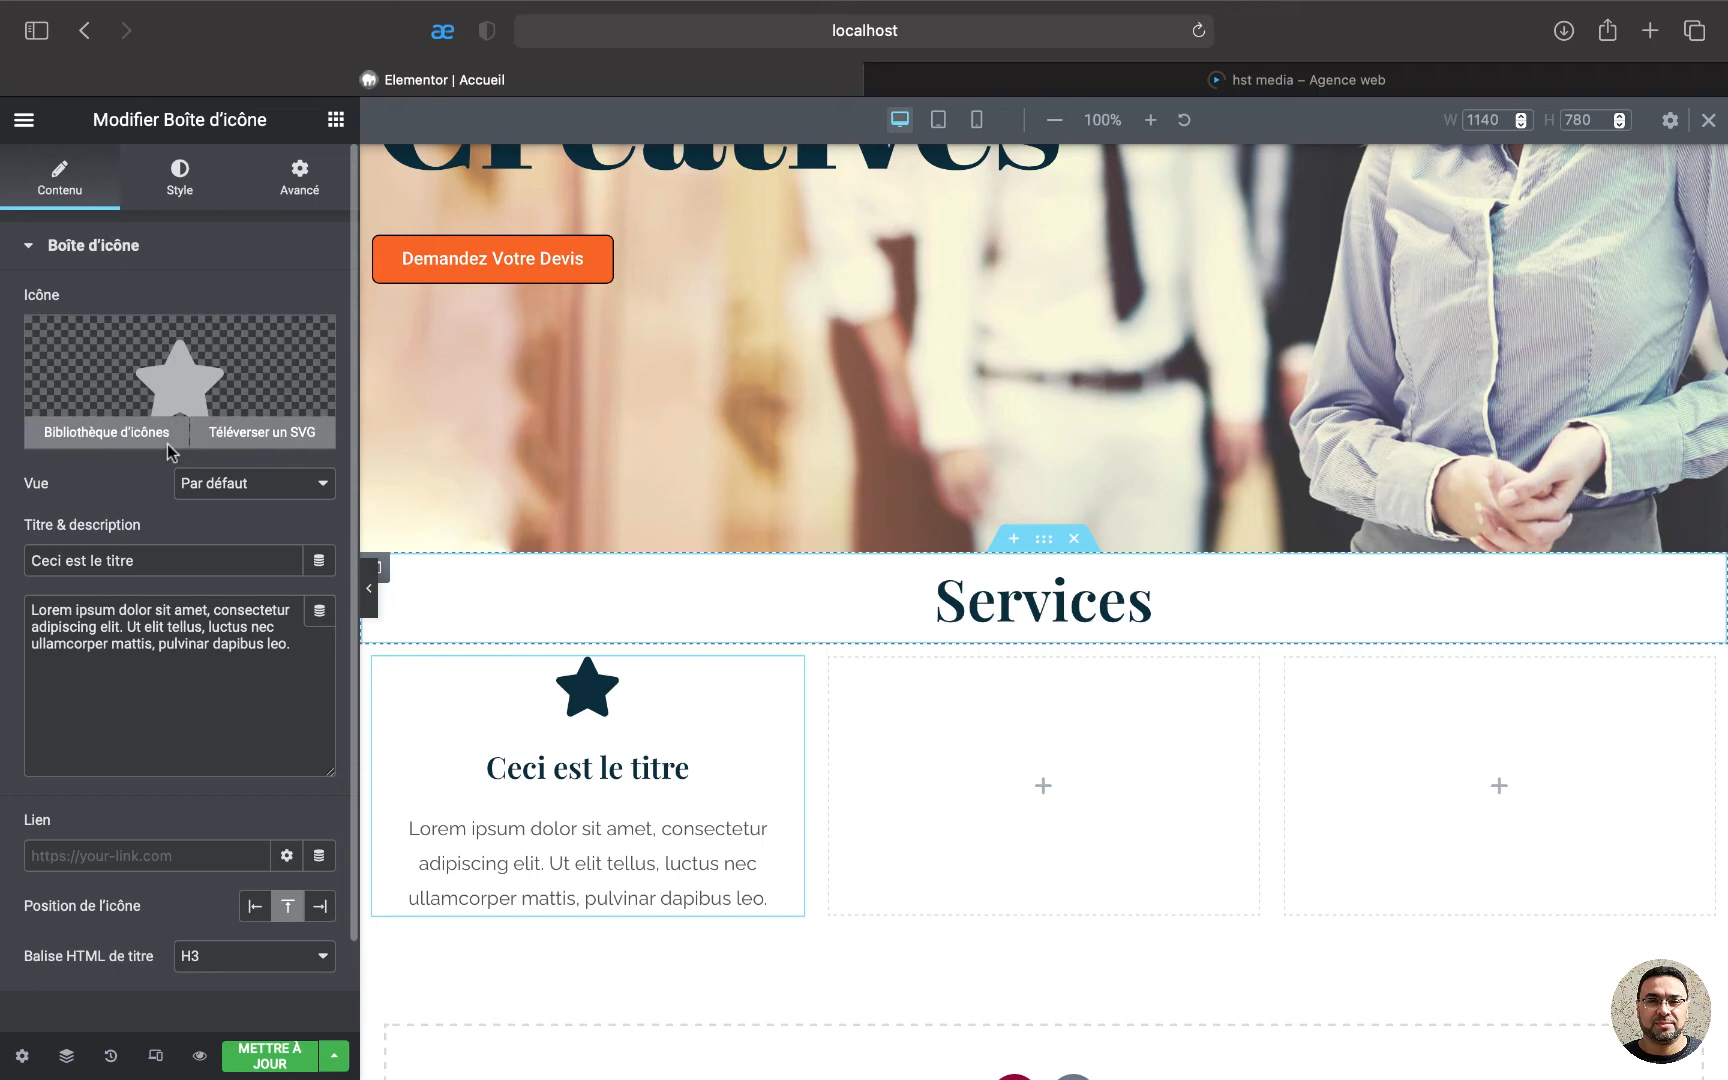 localhost
Elementor | Accueil
hst media – Agence web
Modifier Boîte d'icône
100%
W 1140
H 780
Contenu
Style
Avancé
Boîte d'icône
Icône
Bibliothèque d'icônes
Téléverser un SVG
Vue
Par défaut
Titre & description
Ceci est le titre
Lorem ipsum dolor sit amet, consectetur
adipiscing elit. Ut elit tellus, luctus nec
ullamcorper mattis, pulvinar dapibus leo.
Lien
https://your-link.com
Position de l'icône
Balise HTML de titre
H3
METTRE À
JOUR
Créatives
Demandez Votre Devis
Services
Ceci est le titre
Lorem ipsum dolor sit amet, consectetur
adipiscing elit. Ut elit tellus, luctus nec
ullamcorper mattis, pulvinar dapibus leo.